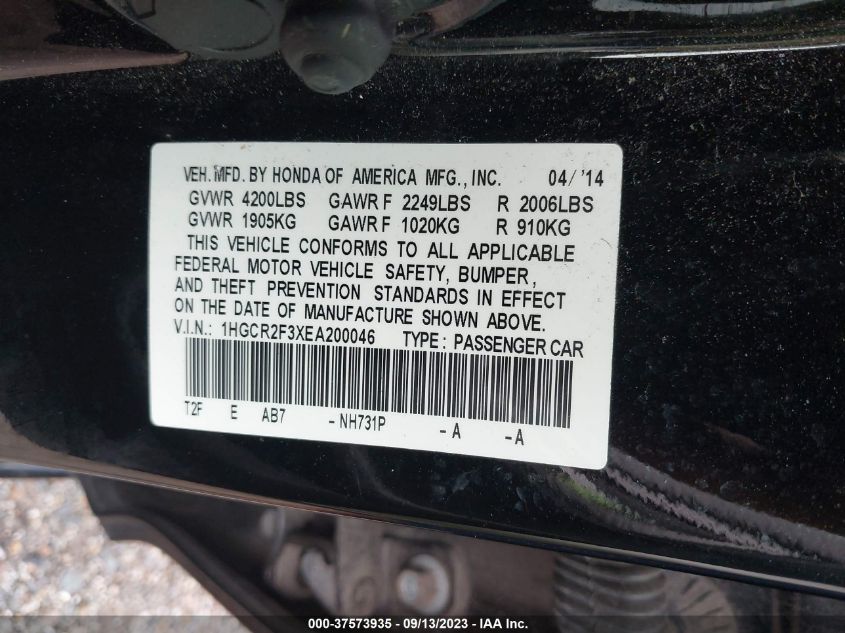 VEH. MFD. BY HONDA OF AMERICA MFG., INC. 04/ '14
GVWR 4200LBS GAWR F 2249LBS R 2006LBS
GVWR 1905KG GAWR F 1020KG R 910KG
THIS VEHICLE CONFORMS TO ALL APPLICABLE
FEDERAL MOTOR VEHICLE SAFETY, BUMPER,
AND THEFT PREVENTION STANDARDS IN EFFECT
ON THE DATE OF MANUFACTURE SHOWN ABOVE.
V.I.N.: 1HGCR2F3XEA200046 TYPE: PASSENGER CAR
T2F E AB7 - NH731P - A - A
000-37573935 - 09/13/2023 - IAA Inc.